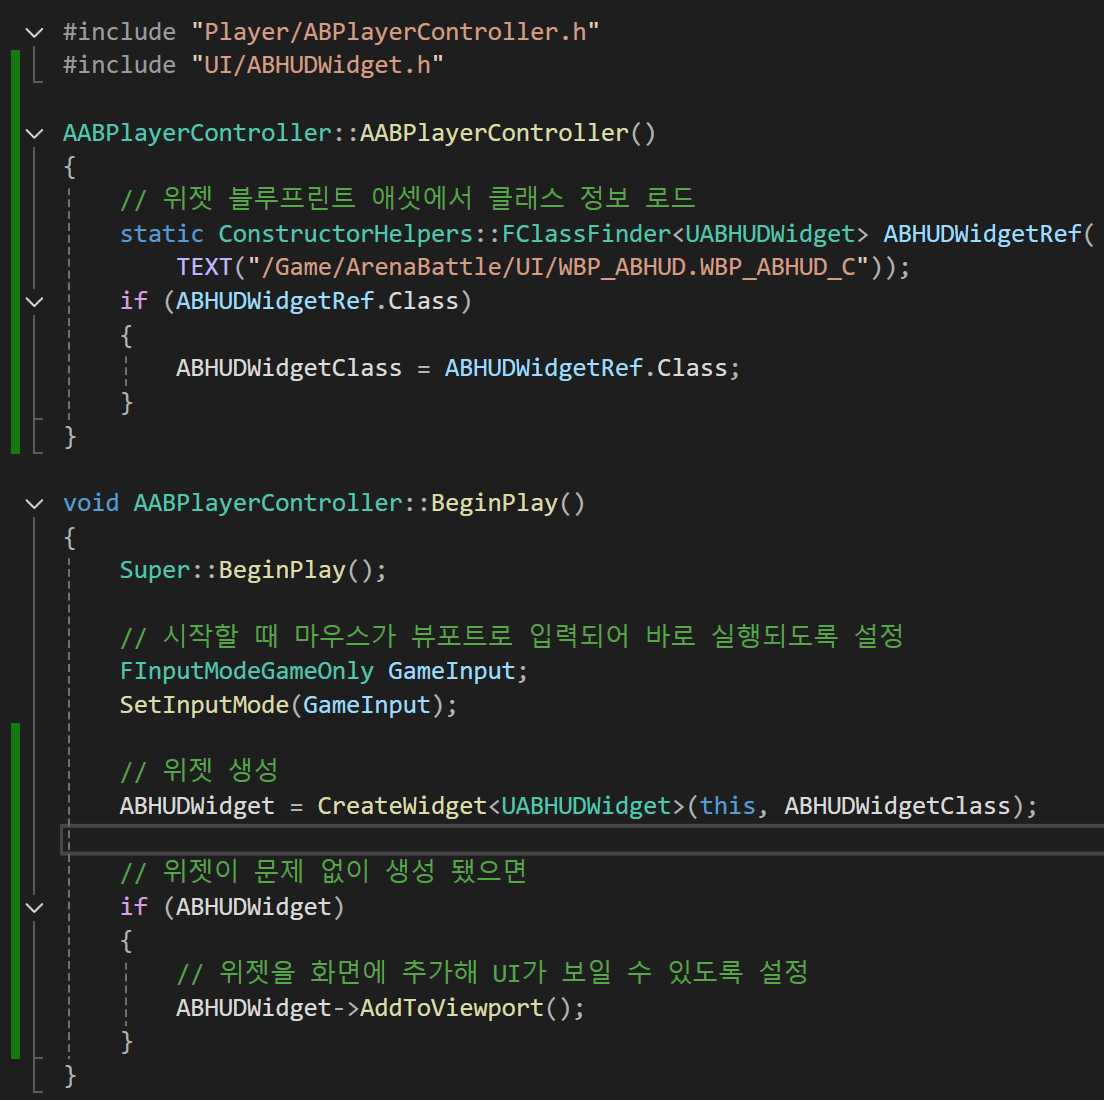 #include "Player/ABPlayerController.h"
#include "UI/ABHUDWidget.h"

AABPlayerController::AABPlayerController()
{
    // 위젯 블루프린트 애셋에서 클래스 정보 로드
    static ConstructorHelpers::FClassFinder<UABHUDWidget> ABHUDWidgetRef(
        TEXT("/Game/ArenaBattle/UI/WBP_ABHUD.WBP_ABHUD_C"));
    if (ABHUDWidgetRef.Class)
    {
        ABHUDWidgetClass = ABHUDWidgetRef.Class;
    }
}

void AABPlayerController::BeginPlay()
{
    Super::BeginPlay();

    // 시작할 때 마우스가 뷰포트로 입력되어 바로 실행되도록 설정
    FInputModeGameOnly GameInput;
    SetInputMode(GameInput);

    // 위젯 생성
    ABHUDWidget = CreateWidget<UABHUDWidget>(this, ABHUDWidgetClass);

    // 위젯이 문제 없이 생성 됐으면
    if (ABHUDWidget)
    {
        // 위젯을 화면에 추가해 UI가 보일 수 있도록 설정
        ABHUDWidget->AddToViewport();
    }
}